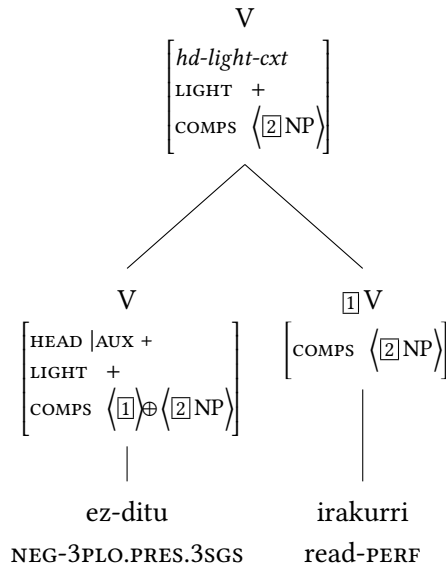 V
hd-light-cxt
LIGHT +
COMPS ⟨[2]NP⟩
V [1]V
HEAD |AUX +
LIGHT +
COMPS ⟨[1]⟩⊕⟨[2]NP⟩
COMPS ⟨[2]NP⟩
ez-ditu irakurri
NEG-3PLO.PRES.3SGS read-PERF